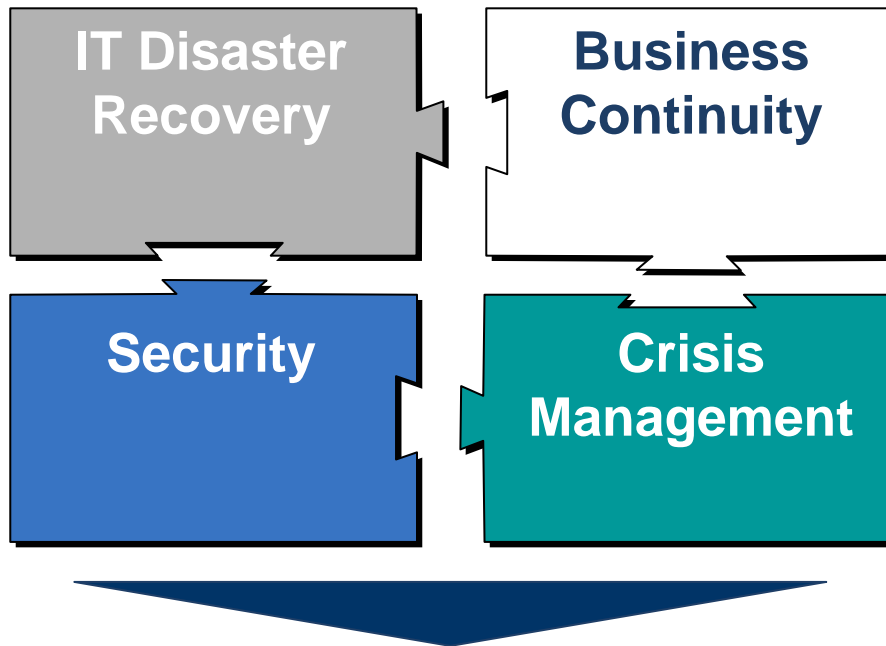 IT Disaster
Recovery
Business
Continuity
Security
Crisis
Management